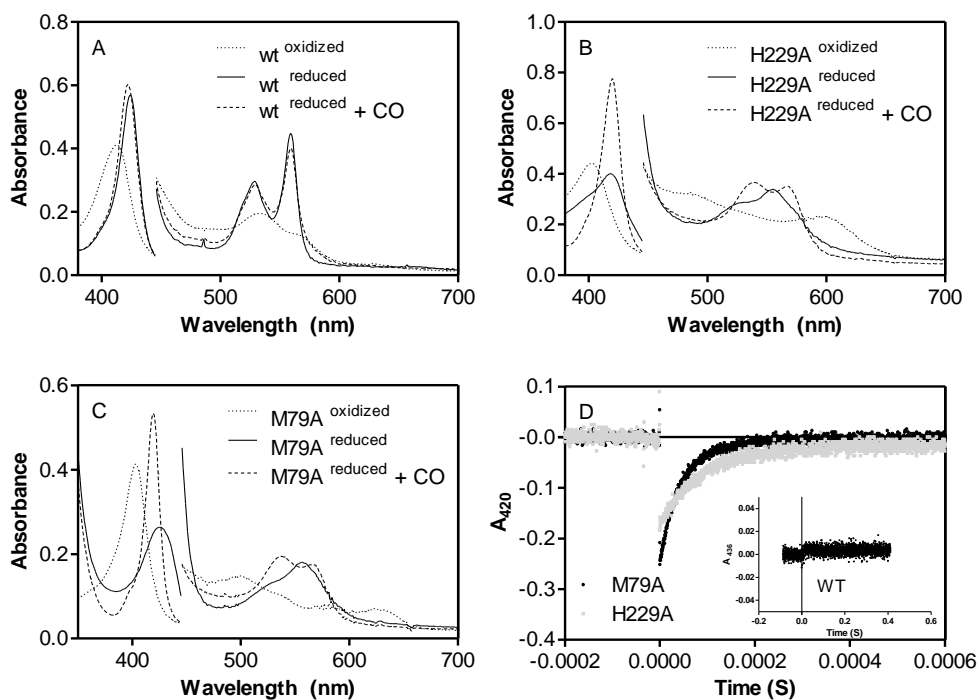 A
wt oxidized
wt reduced
wt reduced + CO
Absorbance
0.8
0.6
0.4
0.2
0.0
400 500 600 700
Wavelength (nm)
B
H229A oxidized
H229A reduced
H229A reduced + CO
Absorbance
1.0
0.8
0.6
0.4
0.2
0.0
400 500 600 700
Wavelength (nm)
C
M79A oxidized
M79A reduced
M79A reduced + CO
Absorbance
0.6
0.4
0.2
0.0
400 500 600 700
Wavelength (nm)
D
A420
0.1
-0.0
-0.1
-0.2
-0.3
-0.4
M79A
H229A
-0.0002 0.0000 0.0002 0.0004 0.0006
Time (S)
A 436
0.04
0.02
0.00
-0.02
-0.04
WT
-0.2 0.0 0.2 0.4 0.6
Time (S)